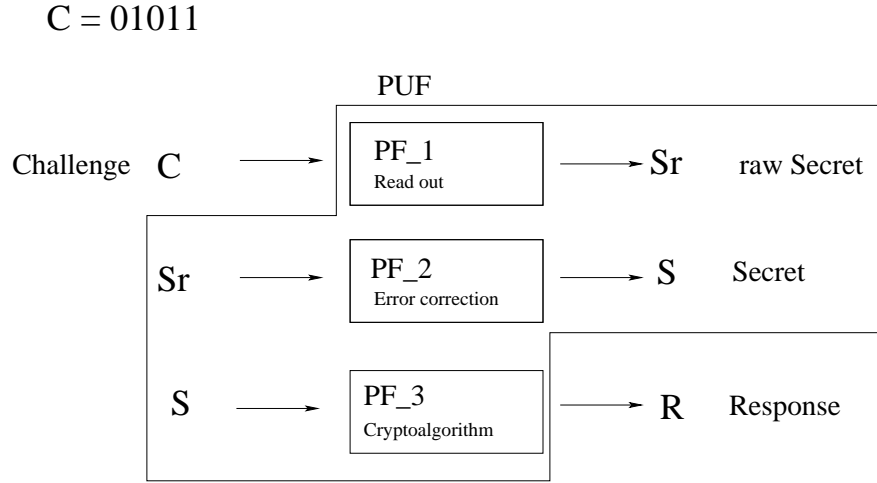 C = 01011
PUF
Challenge C PF_1 Sr raw Secret
Read out
Sr PF_2 S Secret
Error correction
S PF_3 R Response
Cryptoalgorithm